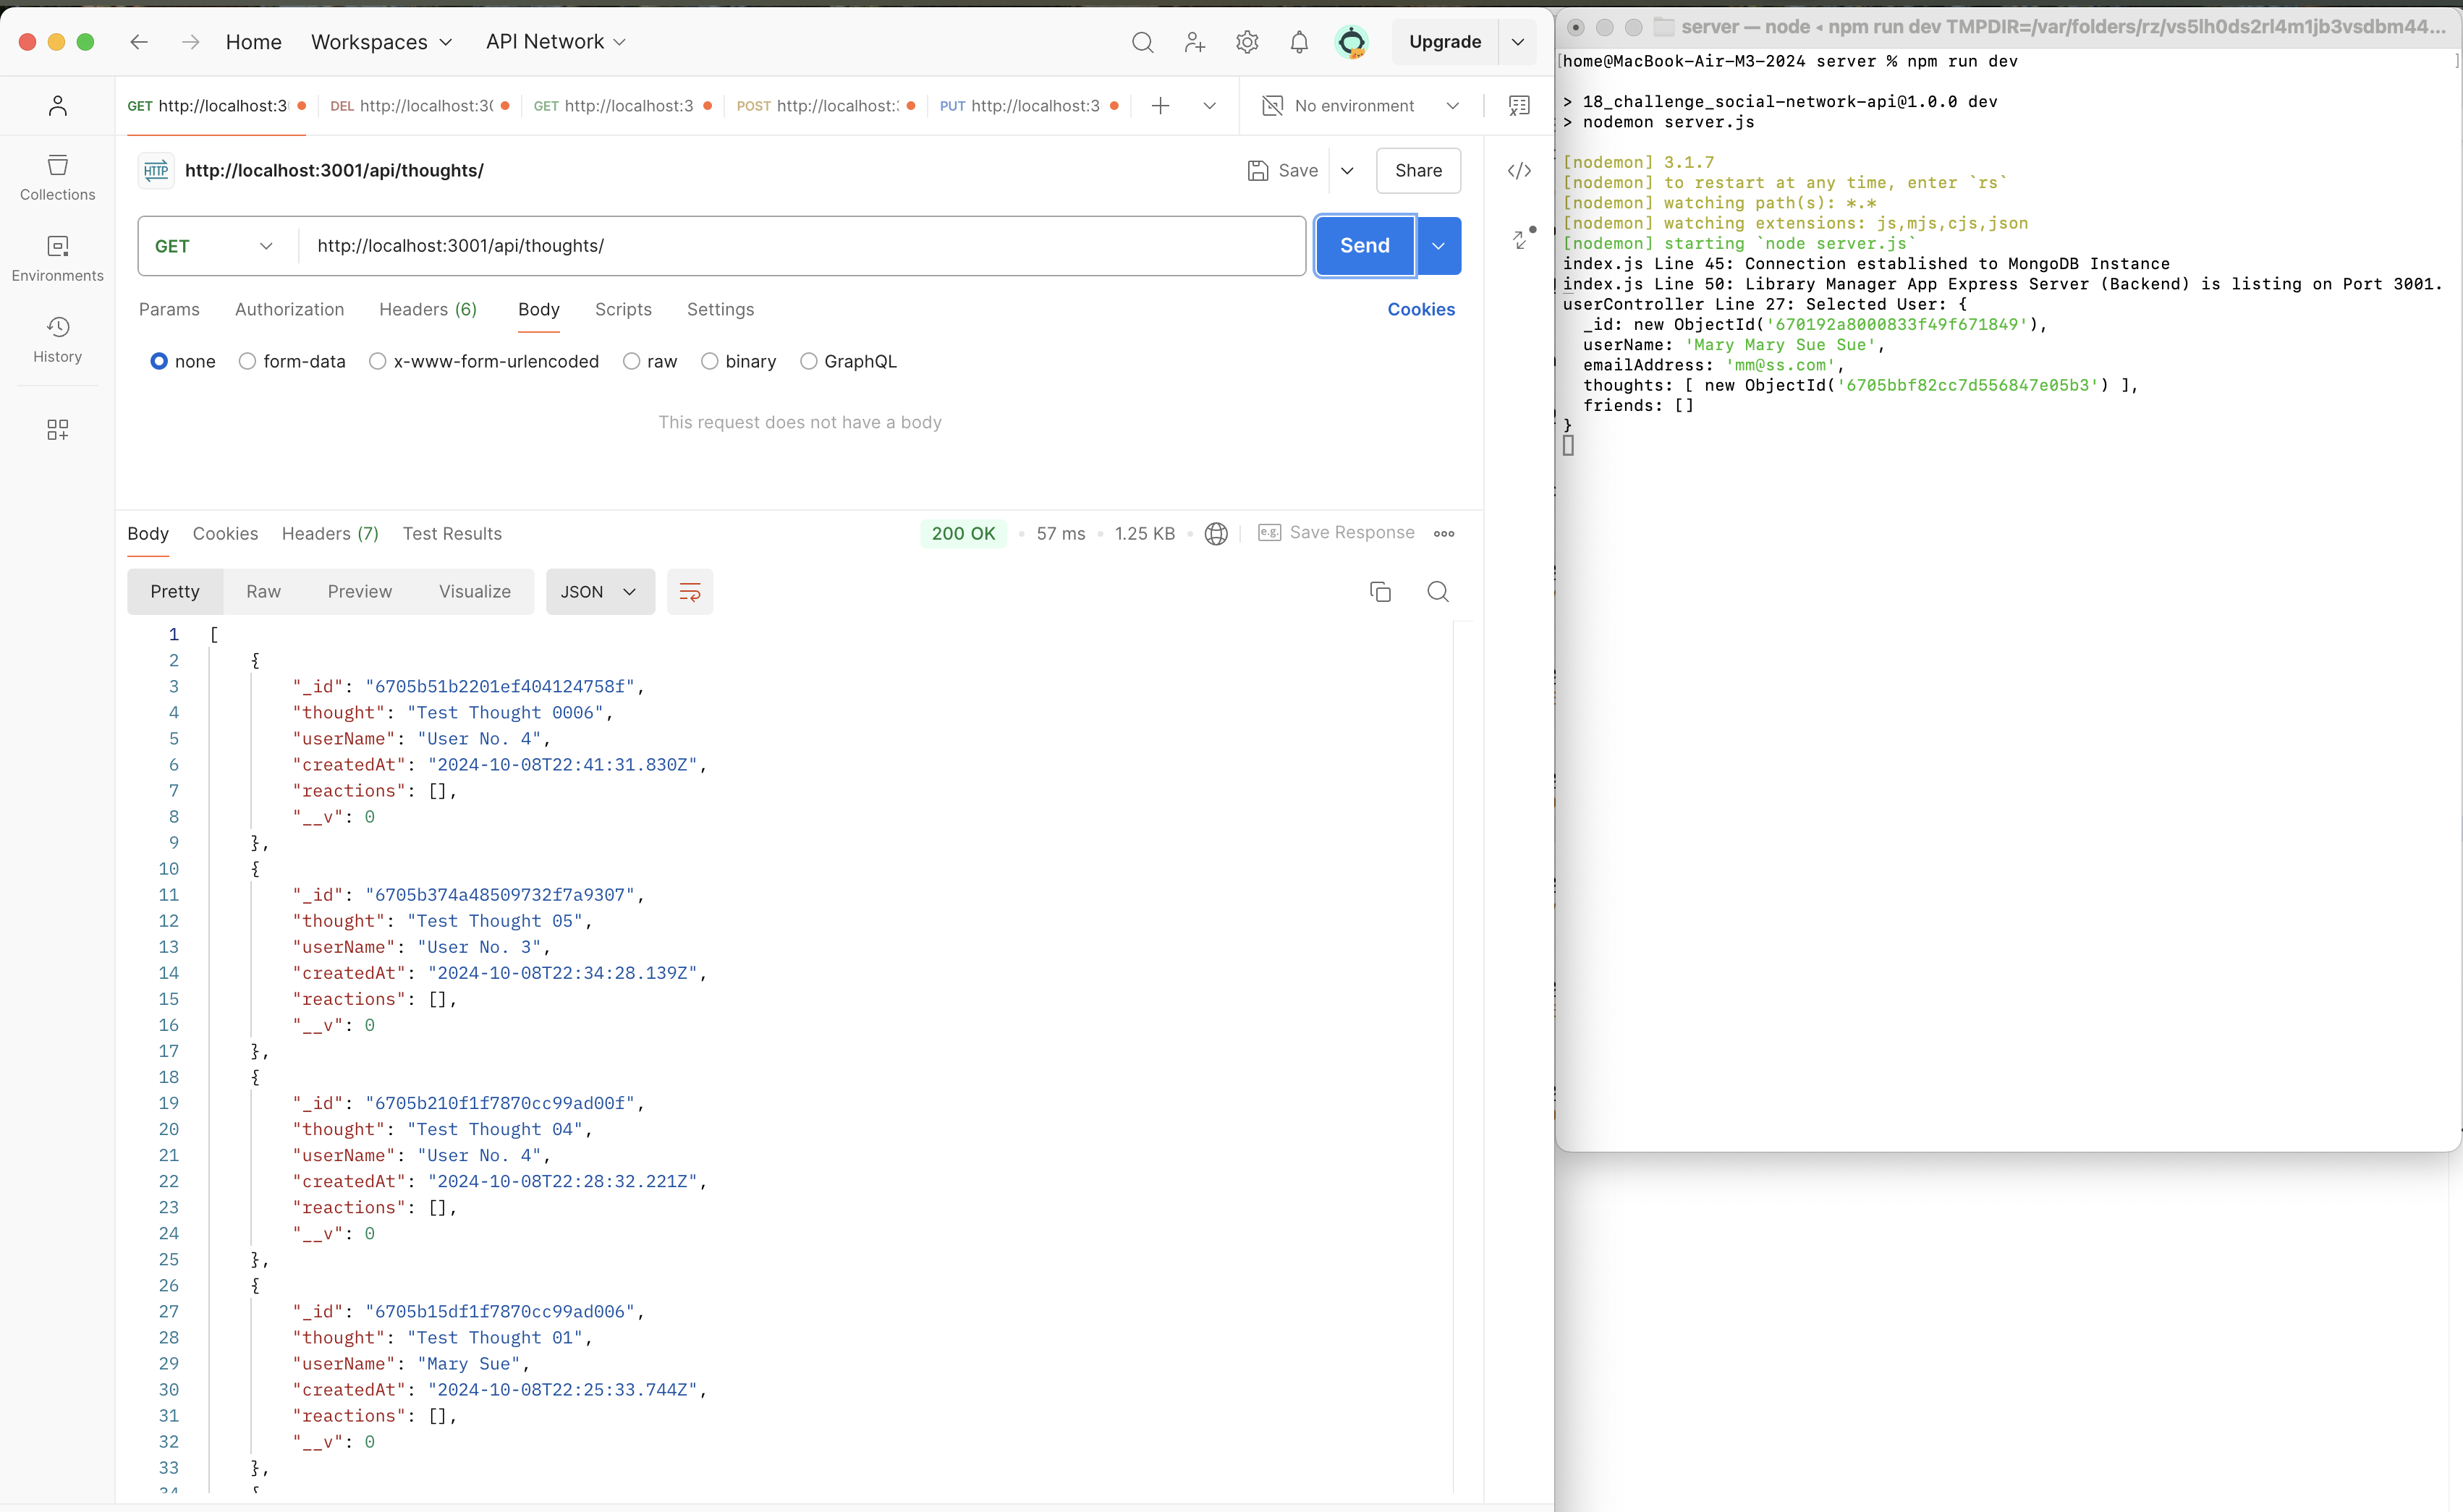 Home Workspaces API Network Upgrade
GET http://localhost:3 DEL http://localhost:3 GET http://localhost:3 POST http://localhost: PUT http://localhost:3 No environment
Collections
Environments
History
HTTP http://localhost:3001/api/thoughts/ Save Share
GET http://localhost:3001/api/thoughts/ Send
Params Authorization Headers (6) Body Scripts Settings Cookies
none form-data x-www-form-urlencoded raw binary GraphQL
This request does not have a body
Body Cookies Headers (7) Test Results 200 OK 57 ms 1.25 KB e.g. Save Response
Pretty Raw Preview Visualize JSON
1 [
2 {
3 "_id": "6705b51b2201ef404124758f",
4 "thought": "Test Thought 0006",
5 "userName": "User No. 4",
6 "createdAt": "2024-10-08T22:41:31.830Z",
7 "reactions": [],
8 "__v": 0
9 },
10 {
11 "_id": "6705b374a48509732f7a9307",
12 "thought": "Test Thought 05",
13 "userName": "User No. 3",
14 "createdAt": "2024-10-08T22:34:28.139Z",
15 "reactions": [],
16 "__v": 0
17 },
18 {
19 "_id": "6705b210f1f7870cc99ad00f",
20 "thought": "Test Thought 04",
21 "userName": "User No. 4",
22 "createdAt": "2024-10-08T22:28:32.221Z",
23 "reactions": [],
24 "__v": 0
25 },
26 {
27 "_id": "6705b15df1f7870cc99ad006",
28 "thought": "Test Thought 01",
29 "userName": "Mary Sue",
30 "createdAt": "2024-10-08T22:25:33.744Z",
31 "reactions": [],
32 "__v": 0
33 },
34 {
server — node ◂ npm run dev TMPDIR=/var/folders/rz/vs5lh0ds2rl4m1jb3vsdbm44...
[home@MacBook-Air-M3-2024 server % npm run dev ]
> 18_challenge_social-network-api@1.0.0 dev
> nodemon server.js
[nodemon] 3.1.7
[nodemon] to restart at any time, enter `rs`
[nodemon] watching path(s): *.*
[nodemon] watching extensions: js,mjs,cjs,json
[nodemon] starting `node server.js`
index.js Line 45: Connection established to MongoDB Instance
index.js Line 50: Library Manager App Express Server (Backend) is listing on Port 3001.
userController Line 27: Selected User: {
_id: new ObjectId('670192a8000833f49f671849'),
userName: 'Mary Mary Sue Sue',
emailAddress: 'mm@ss.com',
thoughts: [ new ObjectId('6705bbf82cc7d556847e05b3') ],
friends: []
}